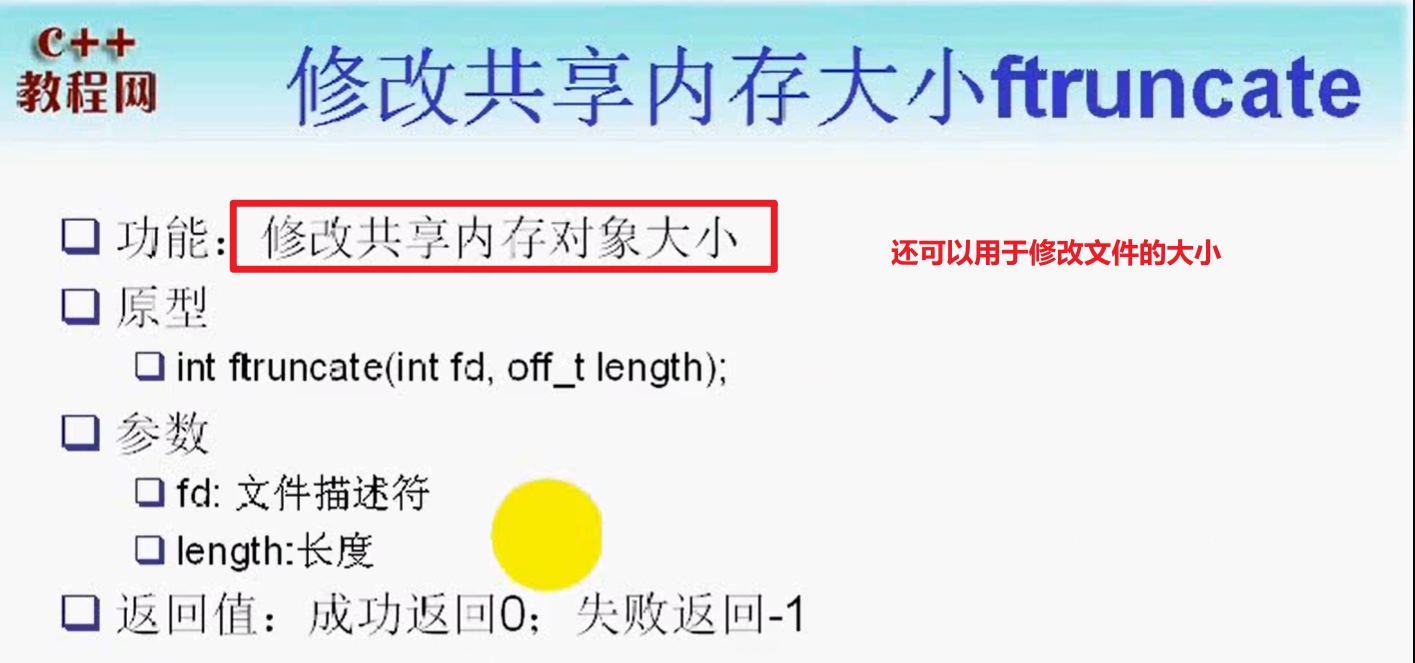 C++
教程网
修改共享内存大小ftruncate
功能：修改共享内存对象大小
还可以用于修改文件的大小
原型
int ftruncate(int fd, off_t length);
参数
fd: 文件描述符
length:长度
返回值：成功返回0；失败返回-1